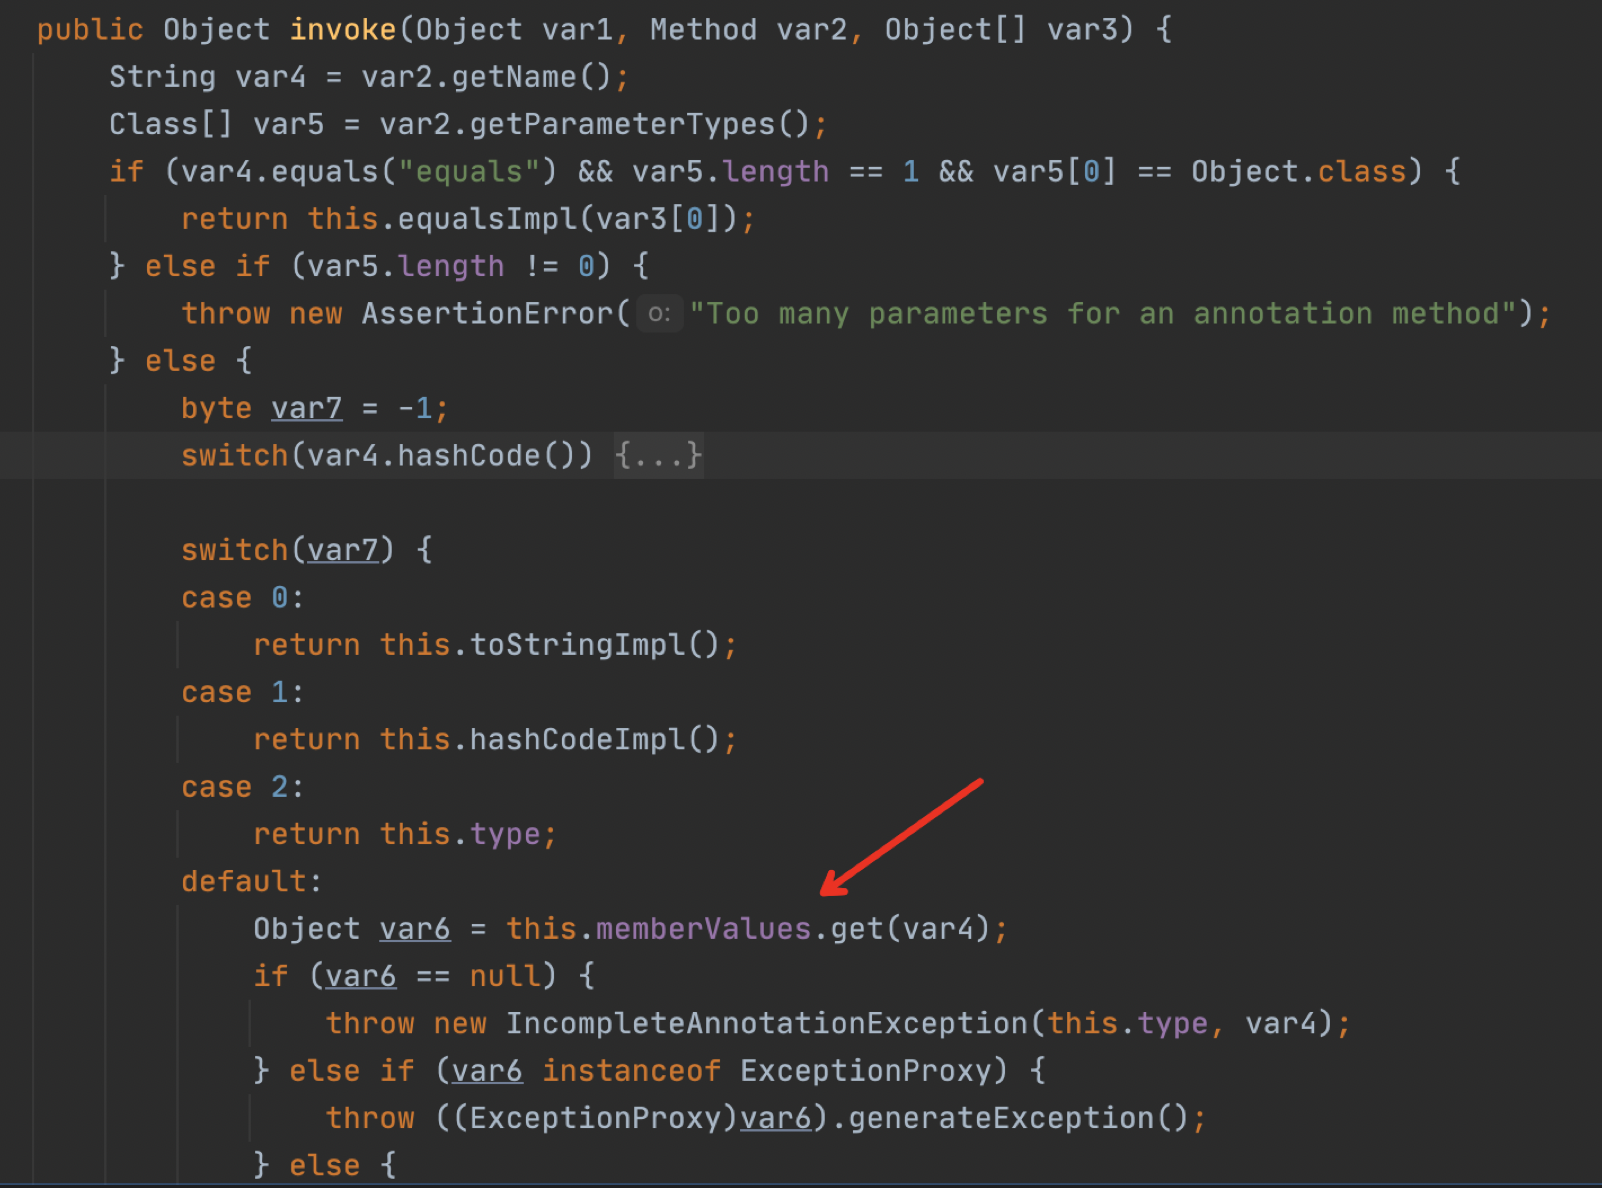 public Object invoke(Object var1, Method var2, Object[] var3) {
String var4 = var2.getName();
Class[] var5 = var2.getParameterTypes();
if (var4.equals("equals") && var5.length == 1 && var5[0] == Object.class) {
return this.equalsImpl(var3[0]);
} else if (var5.length != 0) {
throw new AssertionError( o: "Too many parameters for an annotation method");
} else {
byte var7 = -1;
switch(var4.hashCode()) {...}
switch(var7) {
case 0:
return this.toStringImpl();
case 1:
return this.hashCodeImpl();
case 2:
return this.type;
default:
Object var6 = this.memberValues.get(var4);
if (var6 == null) {
throw new IncompleteAnnotationException(this.type, var4);
} else if (var6 instanceof ExceptionProxy) {
throw ((ExceptionProxy)var6).generateException();
} else {